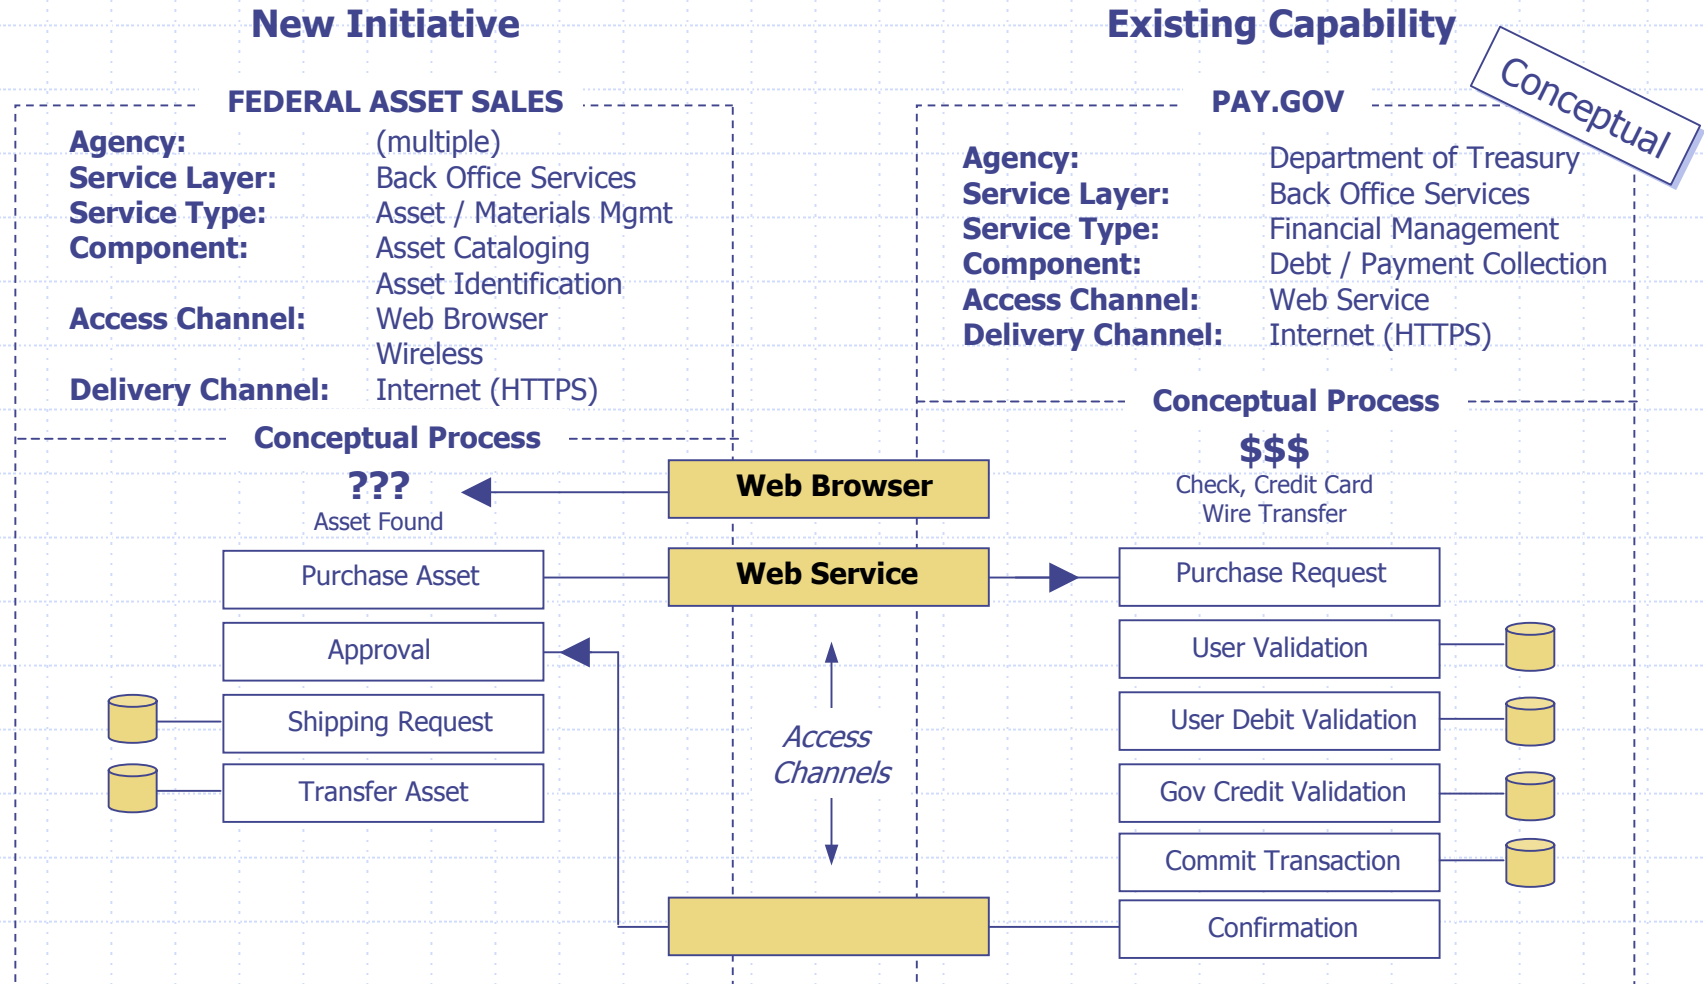 New Initiative
Existing Capability
Conceptual
FEDERAL ASSET SALES
Agency: (multiple)
Service Layer: Back Office Services
Service Type: Asset / Materials Mgmt
Component: Asset Cataloging
Asset Identification
Access Channel: Web Browser
Wireless
Delivery Channel: Internet (HTTPS)
PAY.GOV
Agency: Department of Treasury
Service Layer: Back Office Services
Service Type: Financial Management
Component: Debt / Payment Collection
Access Channel: Web Service
Delivery Channel: Internet (HTTPS)
Conceptual Process
???
Asset Found
Purchase Asset
Approval
Shipping Request
Transfer Asset
Web Browser
Web Service
Access
Channels
Conceptual Process
$$$
Check, Credit Card
Wire Transfer
Purchase Request
User Validation
User Debit Validation
Gov Credit Validation
Commit Transaction
Confirmation